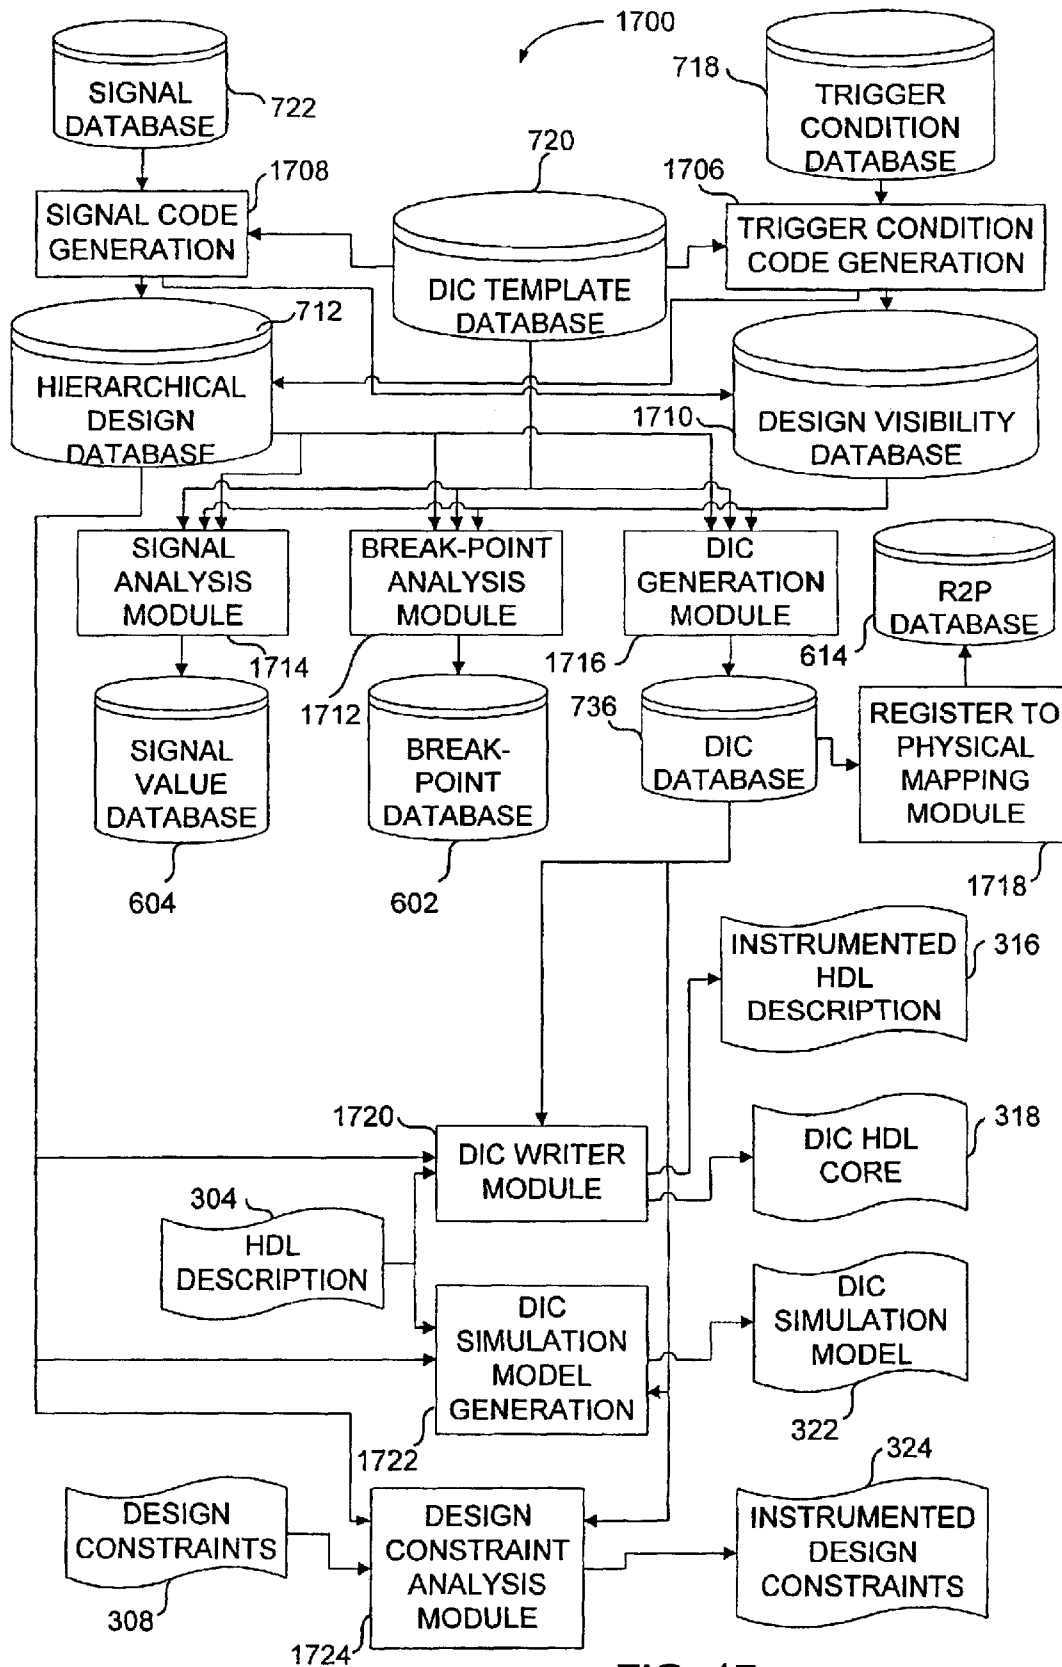 1700
SIGNAL
DATABASE
722
718
TRIGGER
CONDITION
DATABASE
1708
720
1706
SIGNAL CODE
GENERATION
TRIGGER CONDITION
CODE GENERATION
DIC TEMPLATE
DATABASE
712
HIERARCHICAL
DESIGN
DATABASE
1710
DESIGN VISIBILITY
DATABASE
SIGNAL
ANALYSIS
MODULE
1714
BREAK-POINT
ANALYSIS
MODULE
1712
DIC
GENERATION
MODULE
1716
R2P
DATABASE
614
SIGNAL
VALUE
DATABASE
604
BREAK-
POINT
DATABASE
602
736
DIC
DATABASE
REGISTER TO
PHYSICAL
MAPPING
MODULE
1718
INSTRUMENTED
HDL
DESCRIPTION
316
1720
DIC WRITER
MODULE
DIC HDL
CORE
318
304
HDL
DESCRIPTION
DIC
SIMULATION
MODEL
GENERATION
1722
DIC
SIMULATION
MODEL
322
DESIGN
CONSTRAINTS
308
DESIGN
CONSTRAINT
ANALYSIS
MODULE
1724
324
INSTRUMENTED
DESIGN
CONSTRAINTS